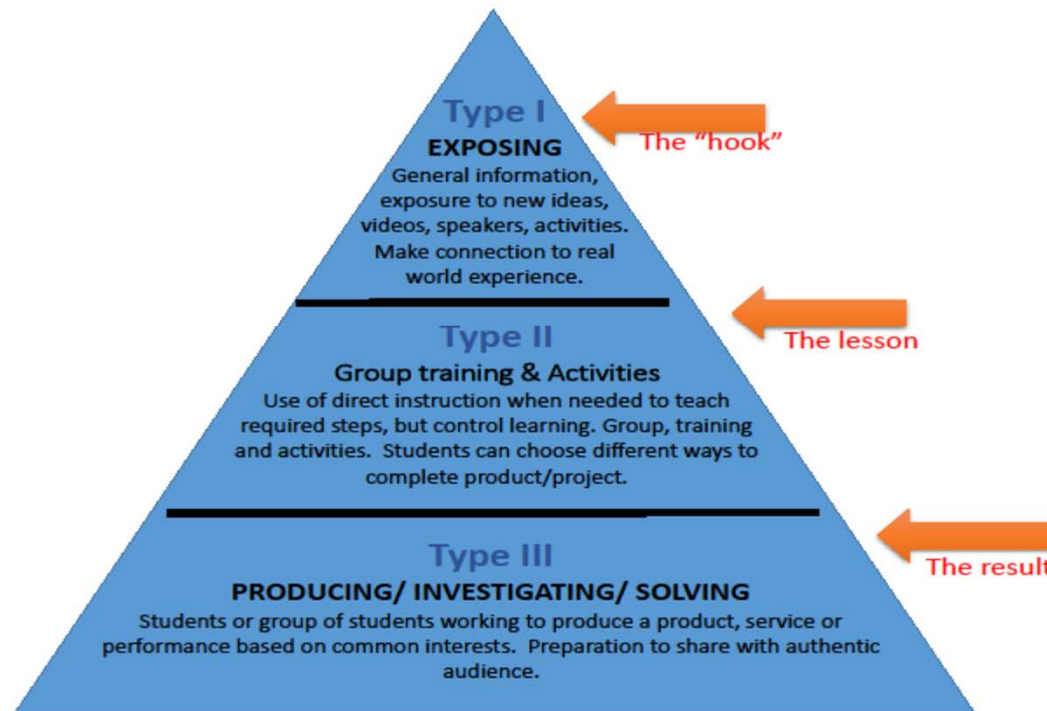 Type I
The “hook”
EXPOSING
General information,
exposure to new ideas,
videos, speakers, activities.
Make connection to real
world experience.
Type II
The lesson
Group training & Activities
Use of direct instruction when needed to teach
required steps, but control learning. Group, training
and activities. Students can choose different ways to
complete product/project.
Type III
The result
PRODUCING/ INVESTIGATING/ SOLVING
Students or group of students working to produce a product, service or
performance based on common interests. Preparation to share with authentic
audience.